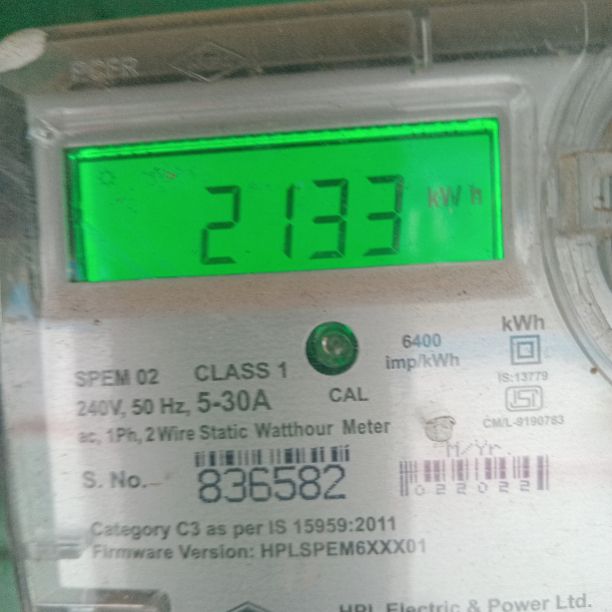 2133 kWh
6400
imp/kWh
kWh
SPEM 02 CLASS 1
IS:13779
240V, 50 Hz, 5-30A
CAL
CM/L-9190763
ac, 1Ph, 2 Wire Static Watthour Meter
M/Yr.
S. No. 836582
022022
Category C3 as per IS 15959:2011
Firmware Version: HPLSPEM6XXX01
HPL Electric & Power Ltd.